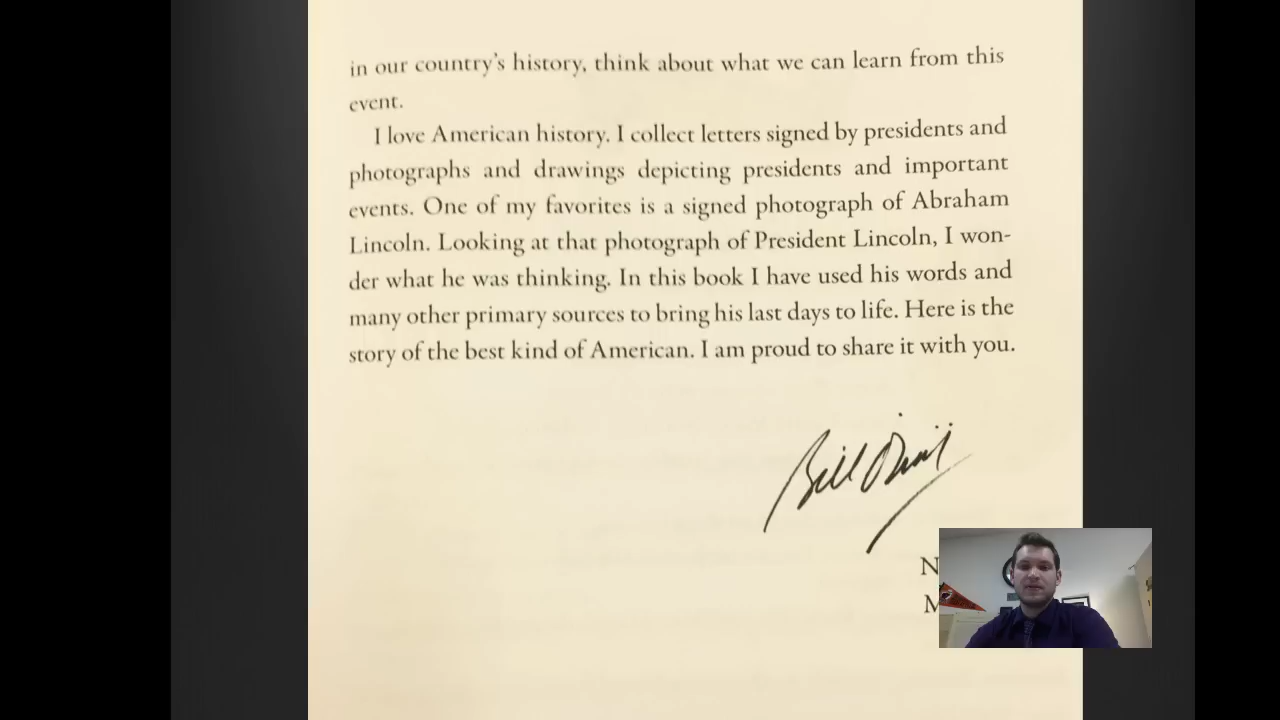 in our country's history, think about what we can learn from this
event.
I love American history. I collect letters signed by presidents and
photographs and drawings depicting presidents and important
events. One of my favorites is a signed photograph of Abraham
Lincoln. Looking at that photograph of President Lincoln, I won-
der what he was thinking. In this book I have used his words and
many other primary sources to bring his last days to life. Here is the
story of the best kind of American. I am proud to share it with you.
Bill O'Reilly
N
M